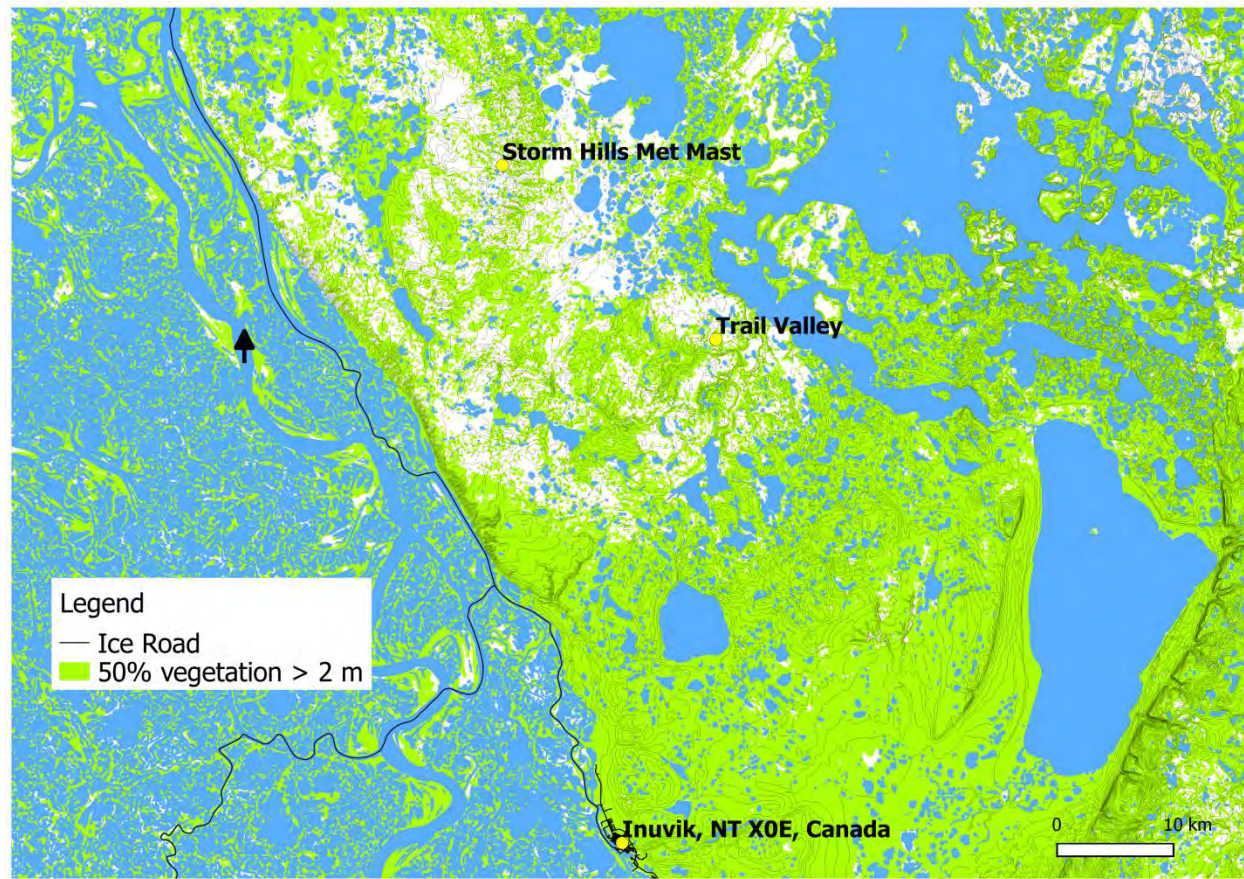 Storm Hills Met Mast
Trail Valley
Legend
Ice Road
50% vegetation > 2 m
Inuvik, NT X0E, Canada
0 10 km